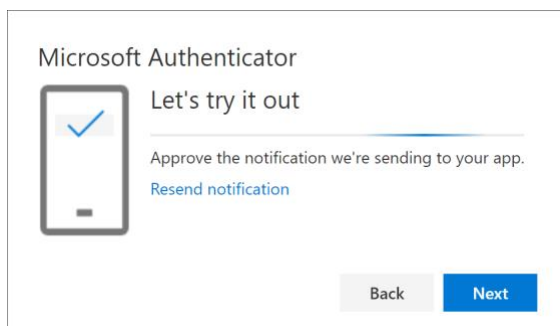 Microsoft Authenticator
Let's try it out
Approve the notification we're sending to your app.
Resend notification
Back
Next